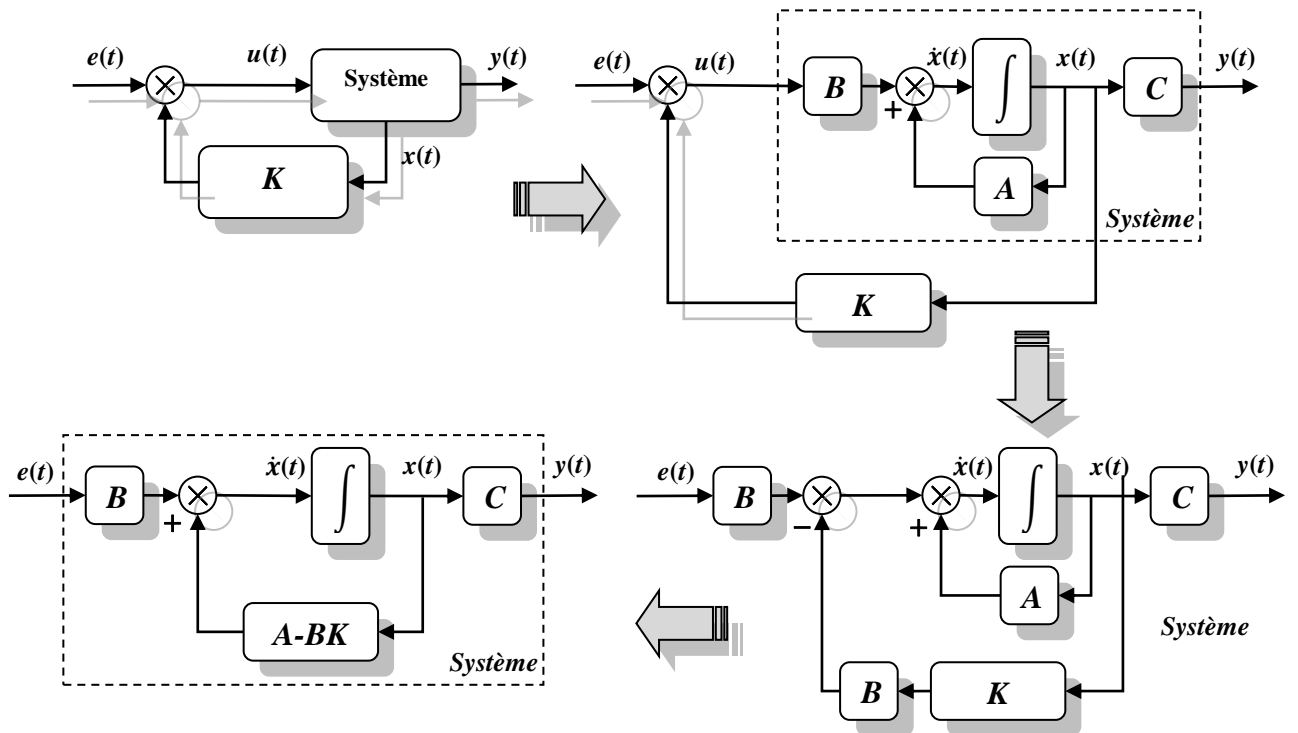 e(t) u(t) Système y(t)
x(t)
K
e(t) u(t) B + ẋ(t) ∫ x(t) C y(t)
A
Système
K
e(t) B + ẋ(t) ∫ x(t) C y(t)
A-BK
Système
e(t) B − + ẋ(t) ∫ x(t) C y(t)
A
Système
B K